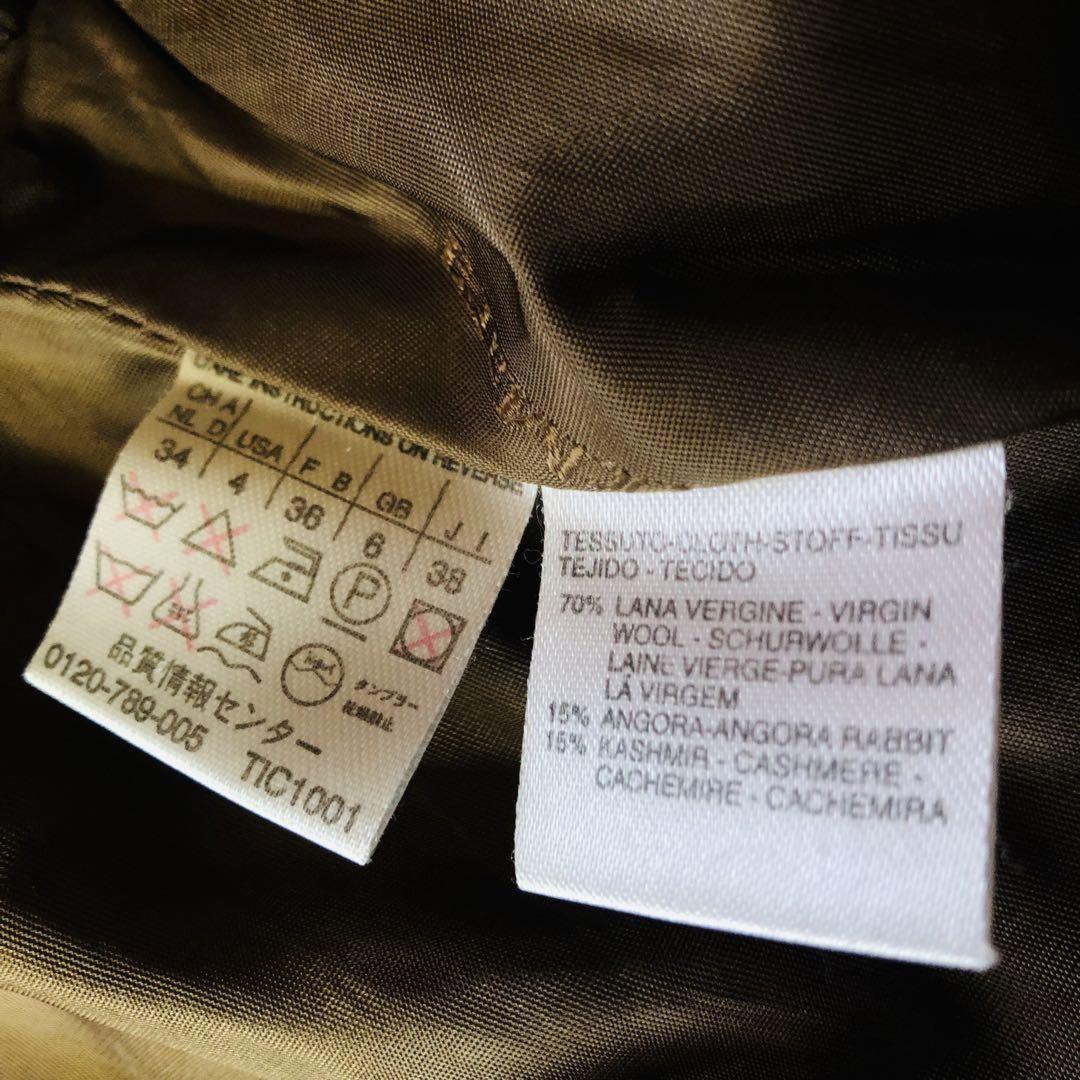 CARE INSTRUCTIONS ON REVERSE
CH A
NL D USA F B GB J I
34 4 36 6 38
P
品質情報センター
タンブラー
乾燥禁止
0120-789-005
TIC1001
TESSUTO-CLOTH-STOFF-TISSU
TEJIDO - TECIDO
70% LANA VERGINE - VIRGIN
WOOL - SCHURWOLLE -
LAINE VIERGE-PURA LANA
LÀ VIRGEM
15% ANGORA-ANGORA RABBIT
15% KASHMIR - CASHMERE -
CACHEMIRE - CACHEMIRA